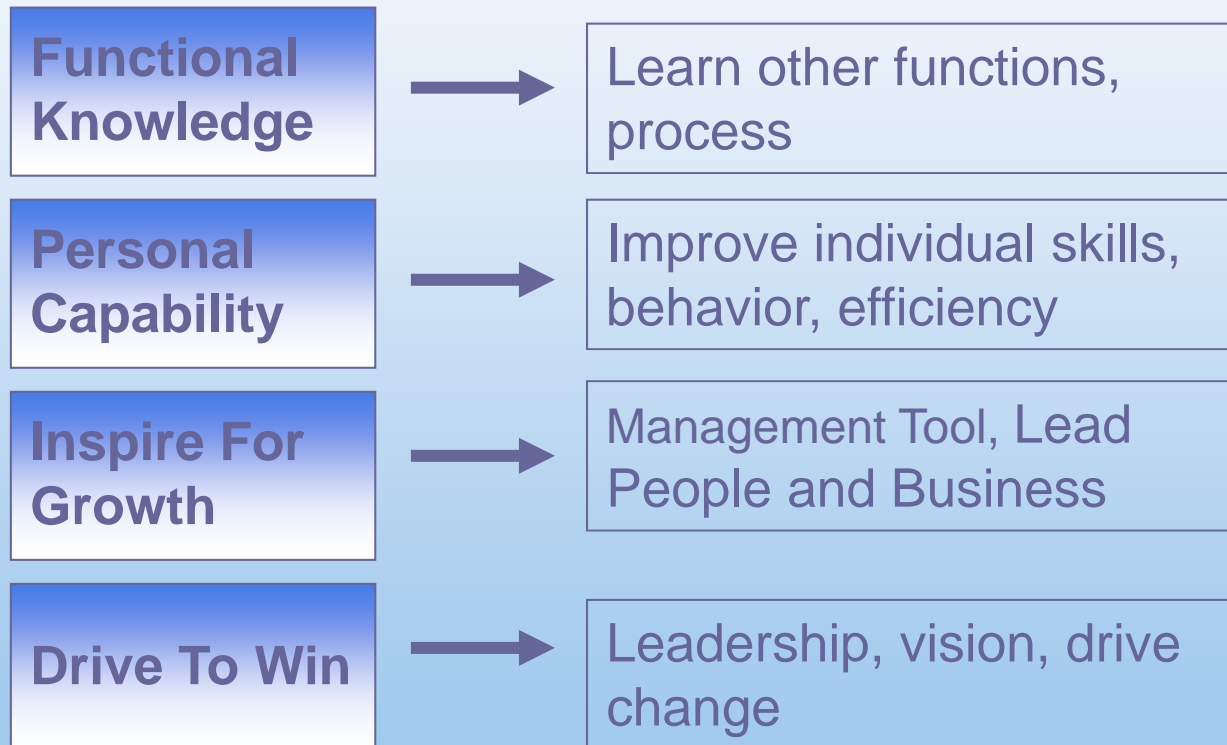 Functional
Knowledge
Learn other functions,
process
Personal
Capability
Improve individual skills,
behavior, efficiency
Inspire For
Growth
Management Tool, Lead
People and Business
Drive To Win
Leadership, vision, drive
change